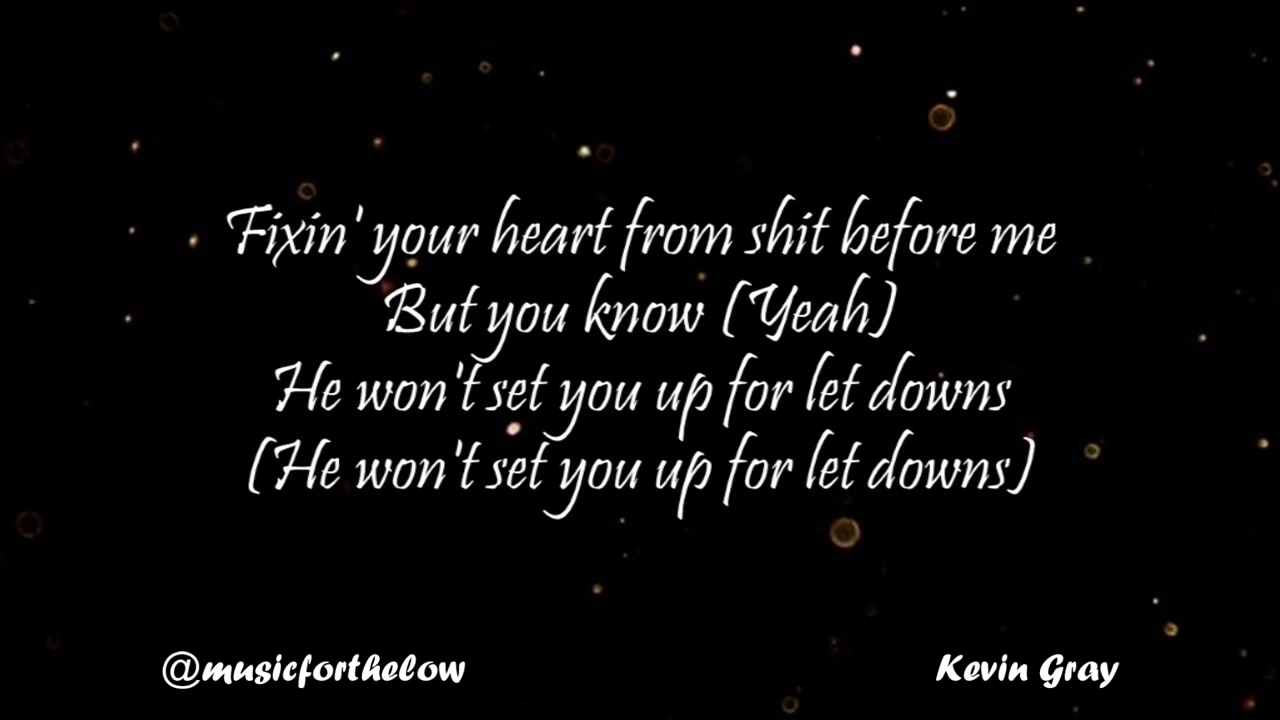 Fixin' your heart from shit before me
But you know (Yeah)
He won't set you up for let downs
(He won't set you up for let downs)
@musicforthelow
Kevin Gray